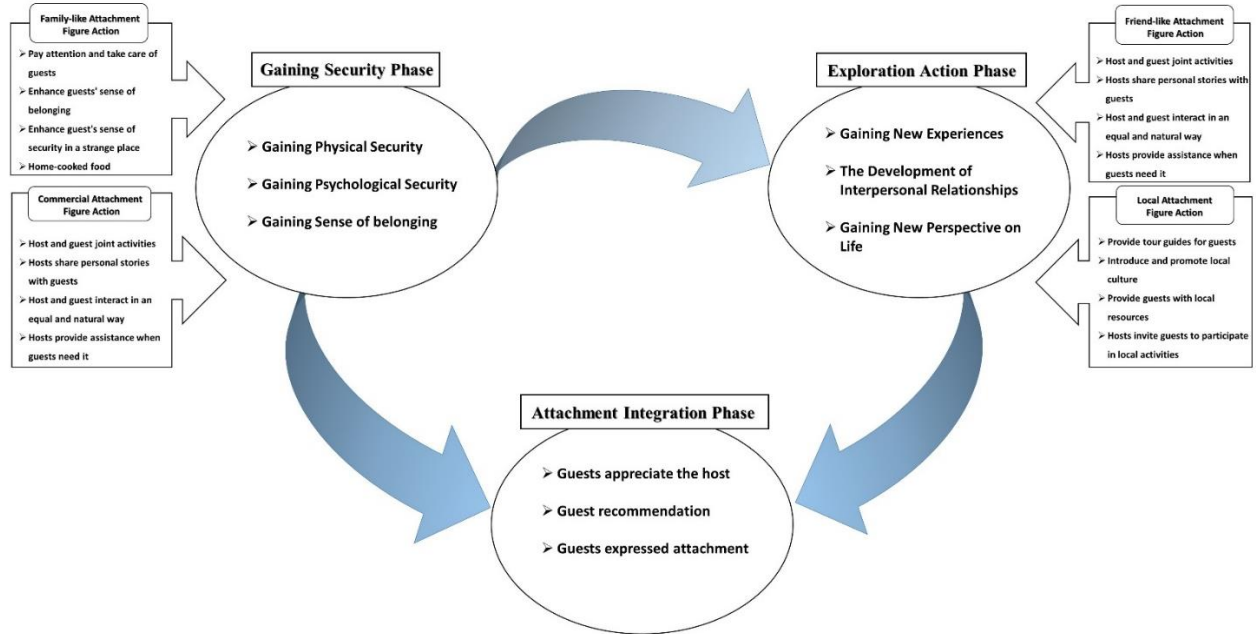 Family-like Attachment
Figure Action
➢ Pay attention and take care of
guests
➢ Enhance guests' sense of
belonging
➢ Enhance guest's sense of
security in a strange place
➢ Home-cooked food
Commercial Attachment
Figure Action
➢ Host and guest joint activities
➢ Hosts share personal stories
with guests
➢ Host and guest interact in an
equal and natural way
➢ Hosts provide assistance when
guests need it
Gaining Security Phase
➢ Gaining Physical Security
➢ Gaining Psychological Security
➢ Gaining Sense of belonging
Exploration Action Phase
➢ Gaining New Experiences
➢ The Development of
Interpersonal Relationships
➢ Gaining New Perspective on
Life
Friend-like Attachment
Figure Action
➢ Host and guest joint activities
➢ Hosts share personal stories with
guests
➢ Host and guest interact in an
equal and natural way
➢ Hosts provide assistance when
guests need it
Local Attachment
Figure Action
➢ Provide tour guides for guests
➢ Introduce and promote local
culture
➢ Provide guests with local
resources
➢ Hosts invite guests to participate
in local activities
Attachment Integration Phase
➢ Guests appreciate the host
➢ Guest recommendation
➢ Guests expressed attachment